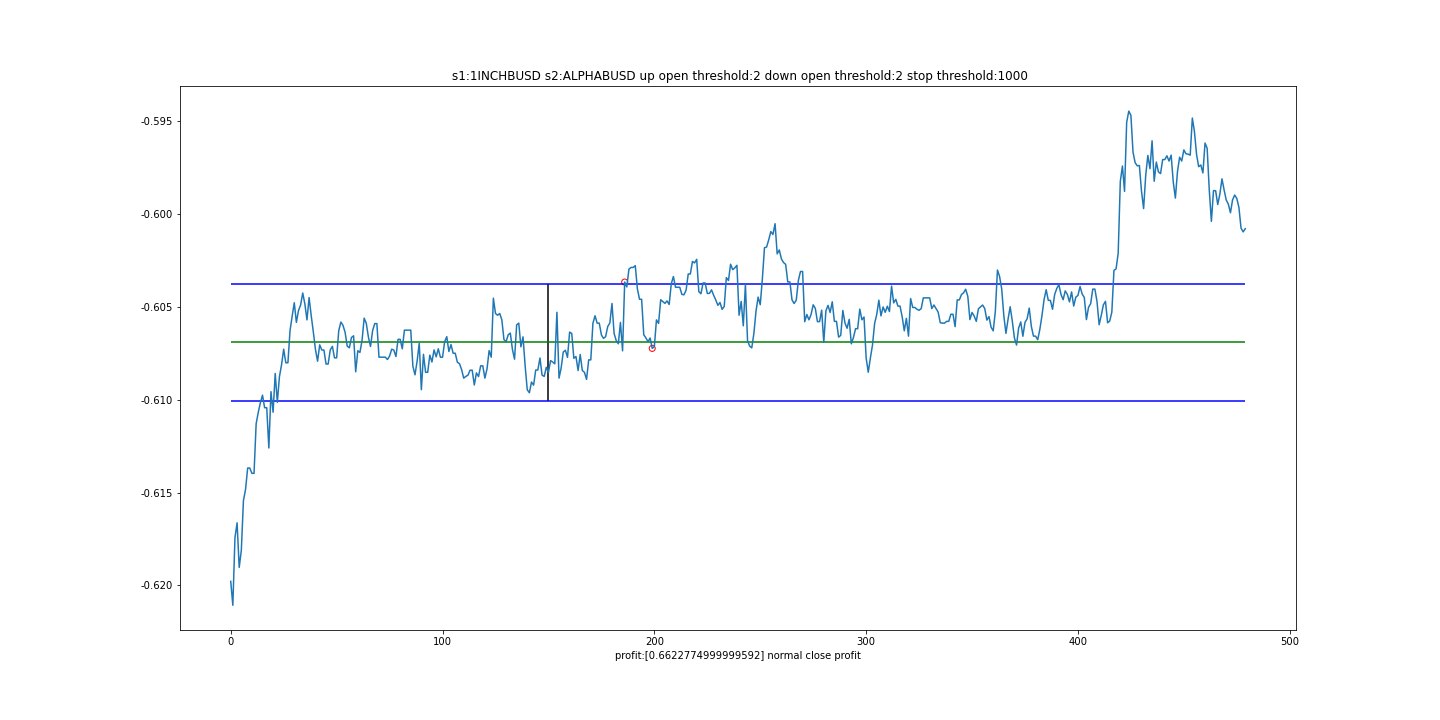 s1:1INCHBUSD s2:ALPHABUSD up open threshold:2 down open threshold:2 stop threshold:1000
-0.595
-0.600
-0.605
-0.610
-0.615
-0.620
0 100 200 300 400 500
profit:[0.6622774999999592] normal close profit